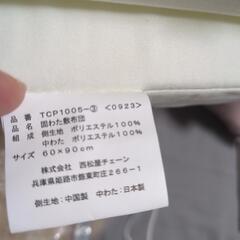 品番 TCP1005-③ <0923>
品名 固わた敷布団
組成 側生地 ポリエステル100%
中わた ポリエステル100%
サイズ 60×90cm
株式会社 西松屋チェーン
兵庫県姫路市飾東町庄266-1
側生地：中国製 中わた：日本製